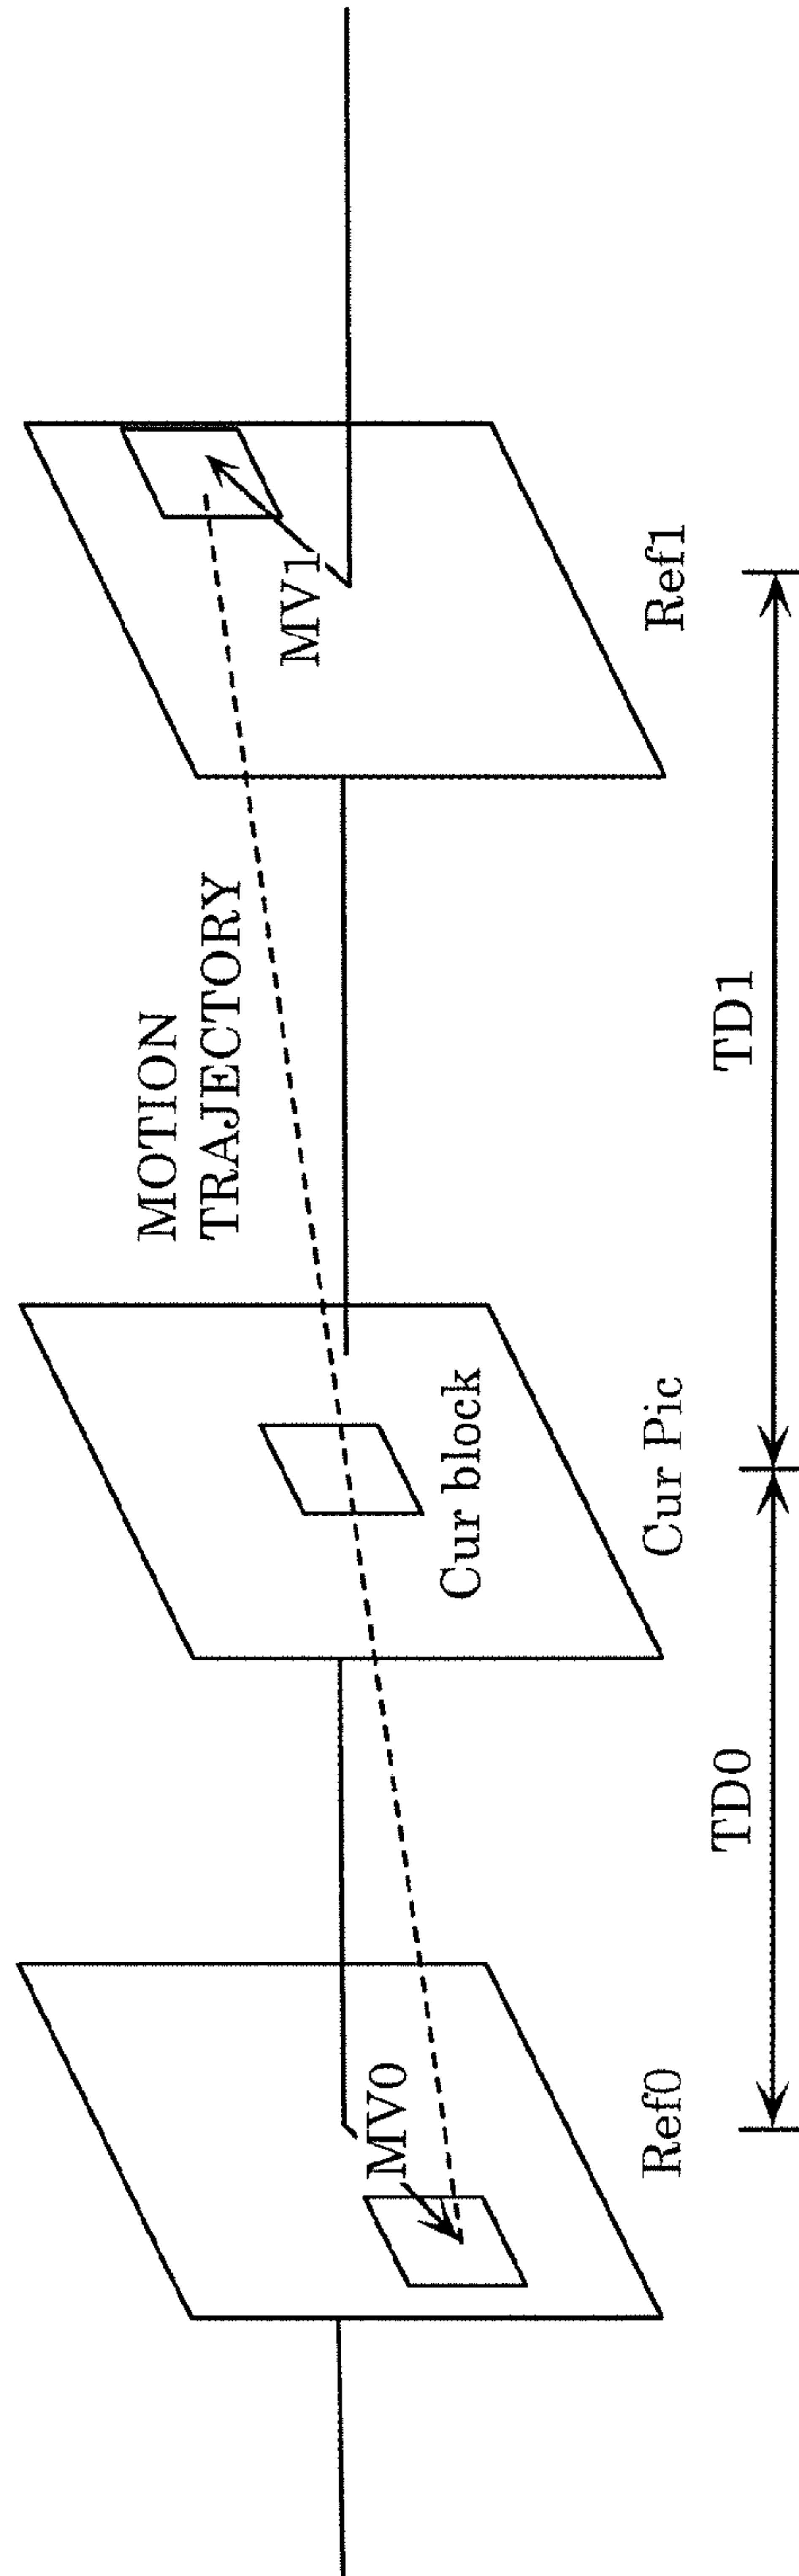 MOTION
TRAJECTORY
MV0
MV1
Cur block
Ref0
Cur Pic
Ref1
TD0
TD1